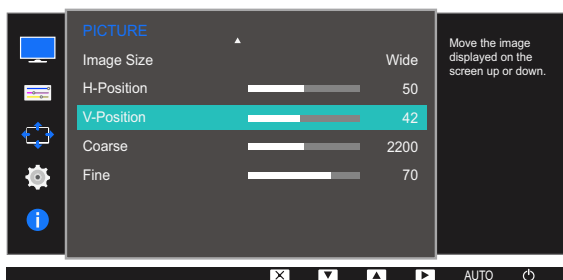 PICTURE
Image Size Wide
H-Position 50
V-Position 42
Coarse 2200
Fine 70
Move the image
displayed on the
screen up or down.
AUTO